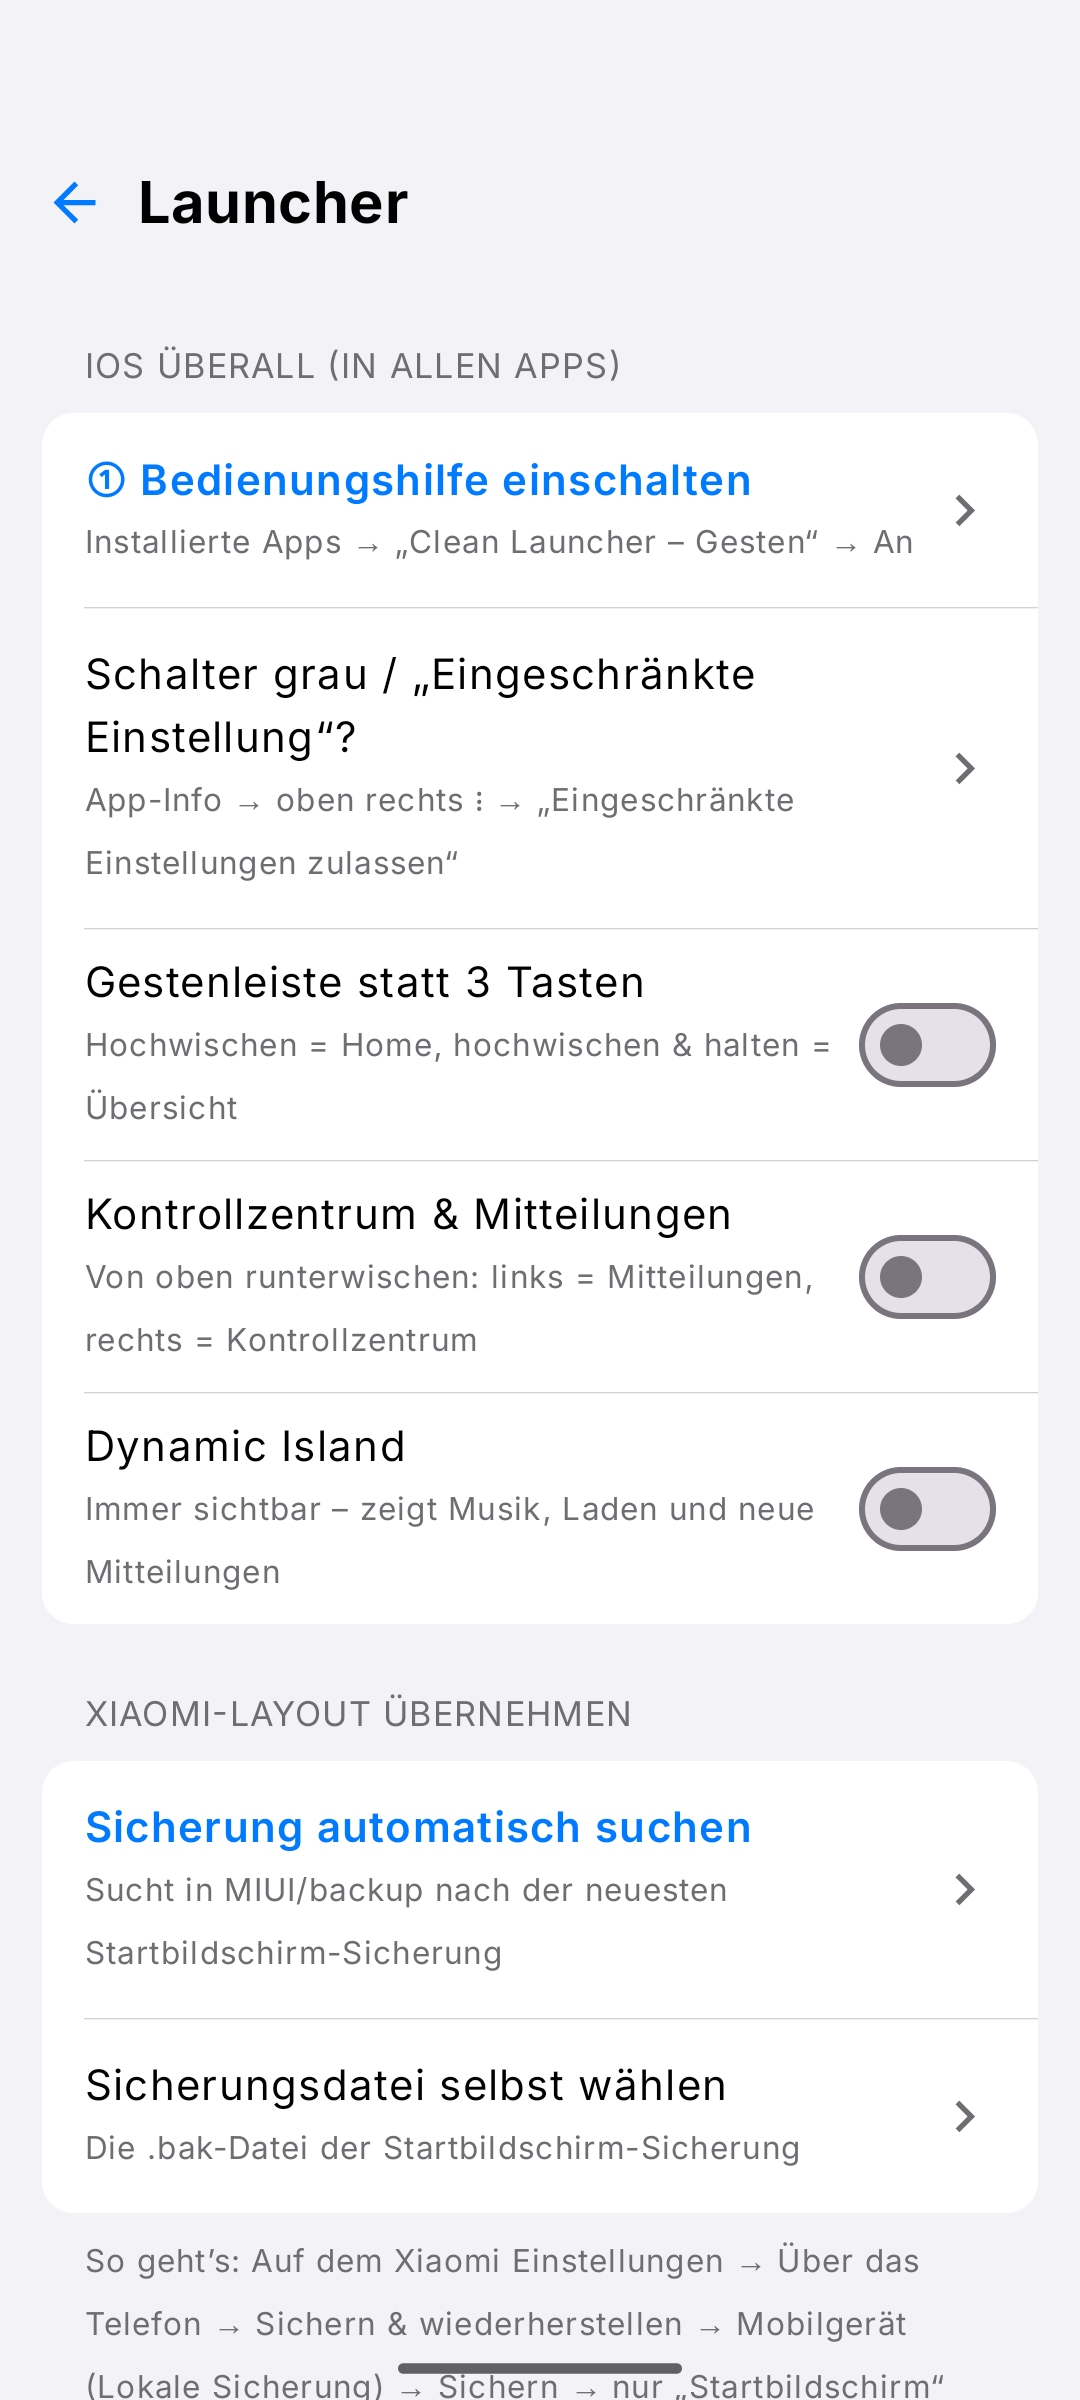 Launcher
IOS ÜBERALL (IN ALLEN APPS)
① Bedienungshilfe einschalten
Installierte Apps → „Clean Launcher – Gesten“ → An
Schalter grau / „Eingeschränkte
Einstellung“?
App-Info → oben rechts ⋮ → „Eingeschränkte
Einstellungen zulassen“
Gestenleiste statt 3 Tasten
Hochwischen = Home, hochwischen & halten =
Übersicht
Kontrollzentrum & Mitteilungen
Von oben runterwischen: links = Mitteilungen,
rechts = Kontrollzentrum
Dynamic Island
Immer sichtbar – zeigt Musik, Laden und neue
Mitteilungen
XIAOMI-LAYOUT ÜBERNEHMEN
Sicherung automatisch suchen
Sucht in MIUI/backup nach der neuesten
Startbildschirm-Sicherung
Sicherungsdatei selbst wählen
Die .bak-Datei der Startbildschirm-Sicherung
So geht’s: Auf dem Xiaomi Einstellungen → Über das
Telefon → Sichern & wiederherstellen → Mobilgerät
(Lokale Sicherung) → Sichern → nur „Startbildschirm“